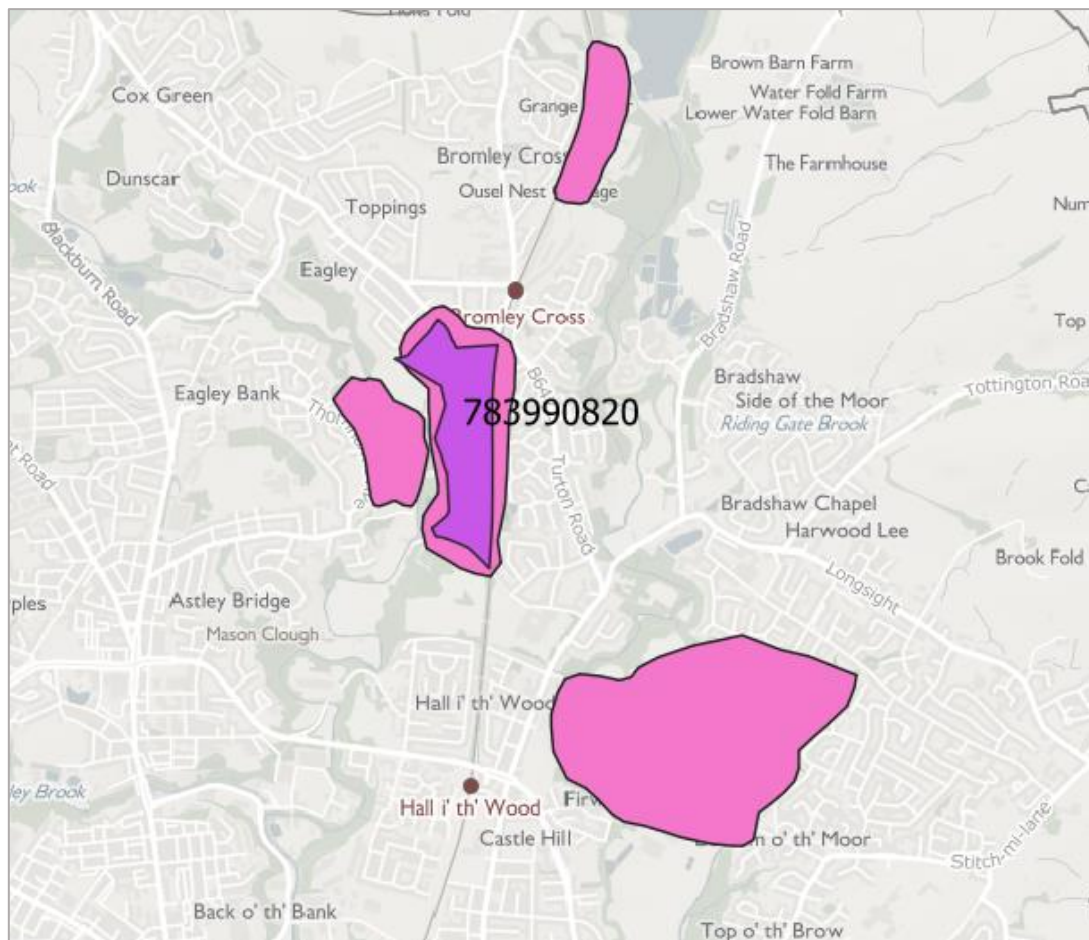 Cox Green
Brown Barn Farm
Water Fold Farm
Lower Water Fold Barn
Grange
Bromley Cross
The Farmhouse
Dunscar
Ousel Nest
Toppings
Blackburn Road
Eagley
Bradshaw Road
Bromley Cross
Top
Bradshaw
Tottington Roa
Eagley Bank
Side of the Moor
783990820
Riding Gate Brook
Turton Road
Bradshaw Chapel
Harwood Lee
Brook Fold
Longsight
Astley Bridge
Mason Clough
Hall i' th' Wood
Hall i' th' Wood
Castle Hill
o' th' Moor
Stitch-mi-lane
Back o' th' Bank
Top o' th' Brow